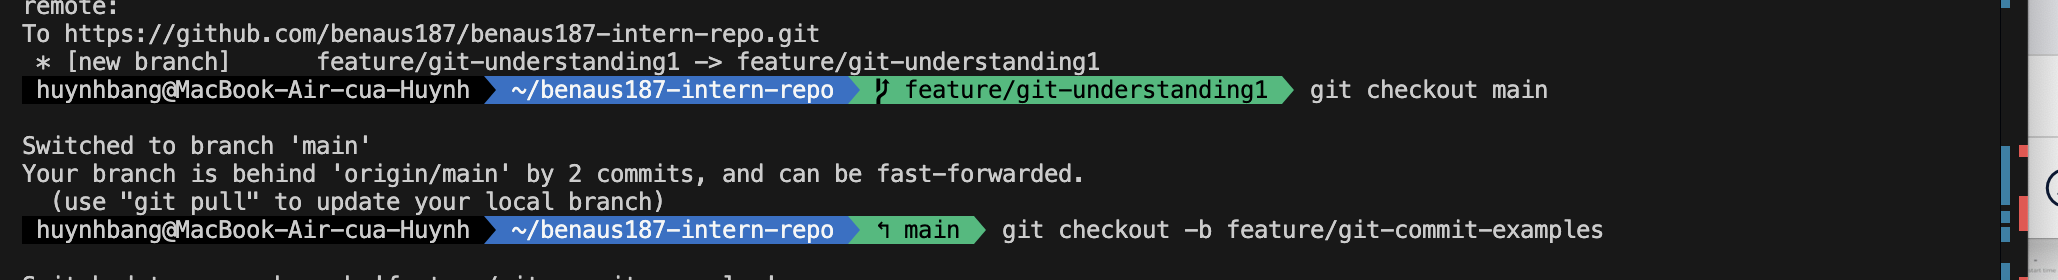 remote:
To https://github.com/benaus187/benaus187-intern-repo.git
 * [new branch]      feature/git-understanding1 -> feature/git-understanding1
huynhbang@MacBook-Air-cua-Huynh ~/benaus187-intern-repo feature/git-understanding1 git checkout main
Switched to branch 'main'
Your branch is behind 'origin/main' by 2 commits, and can be fast-forwarded.
  (use "git pull" to update your local branch)
huynhbang@MacBook-Air-cua-Huynh ~/benaus187-intern-repo main git checkout -b feature/git-commit-examples